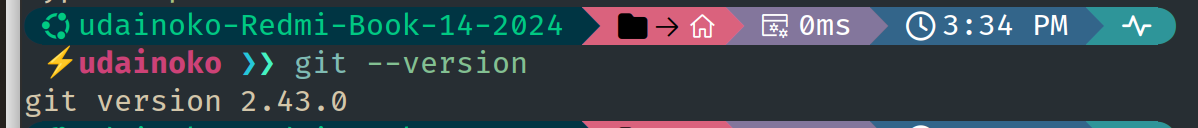 udainoko-Redmi-Book-14-2024 → 0ms 3:34 PM
⚡udainoko ❯❯ git --version
git version 2.43.0